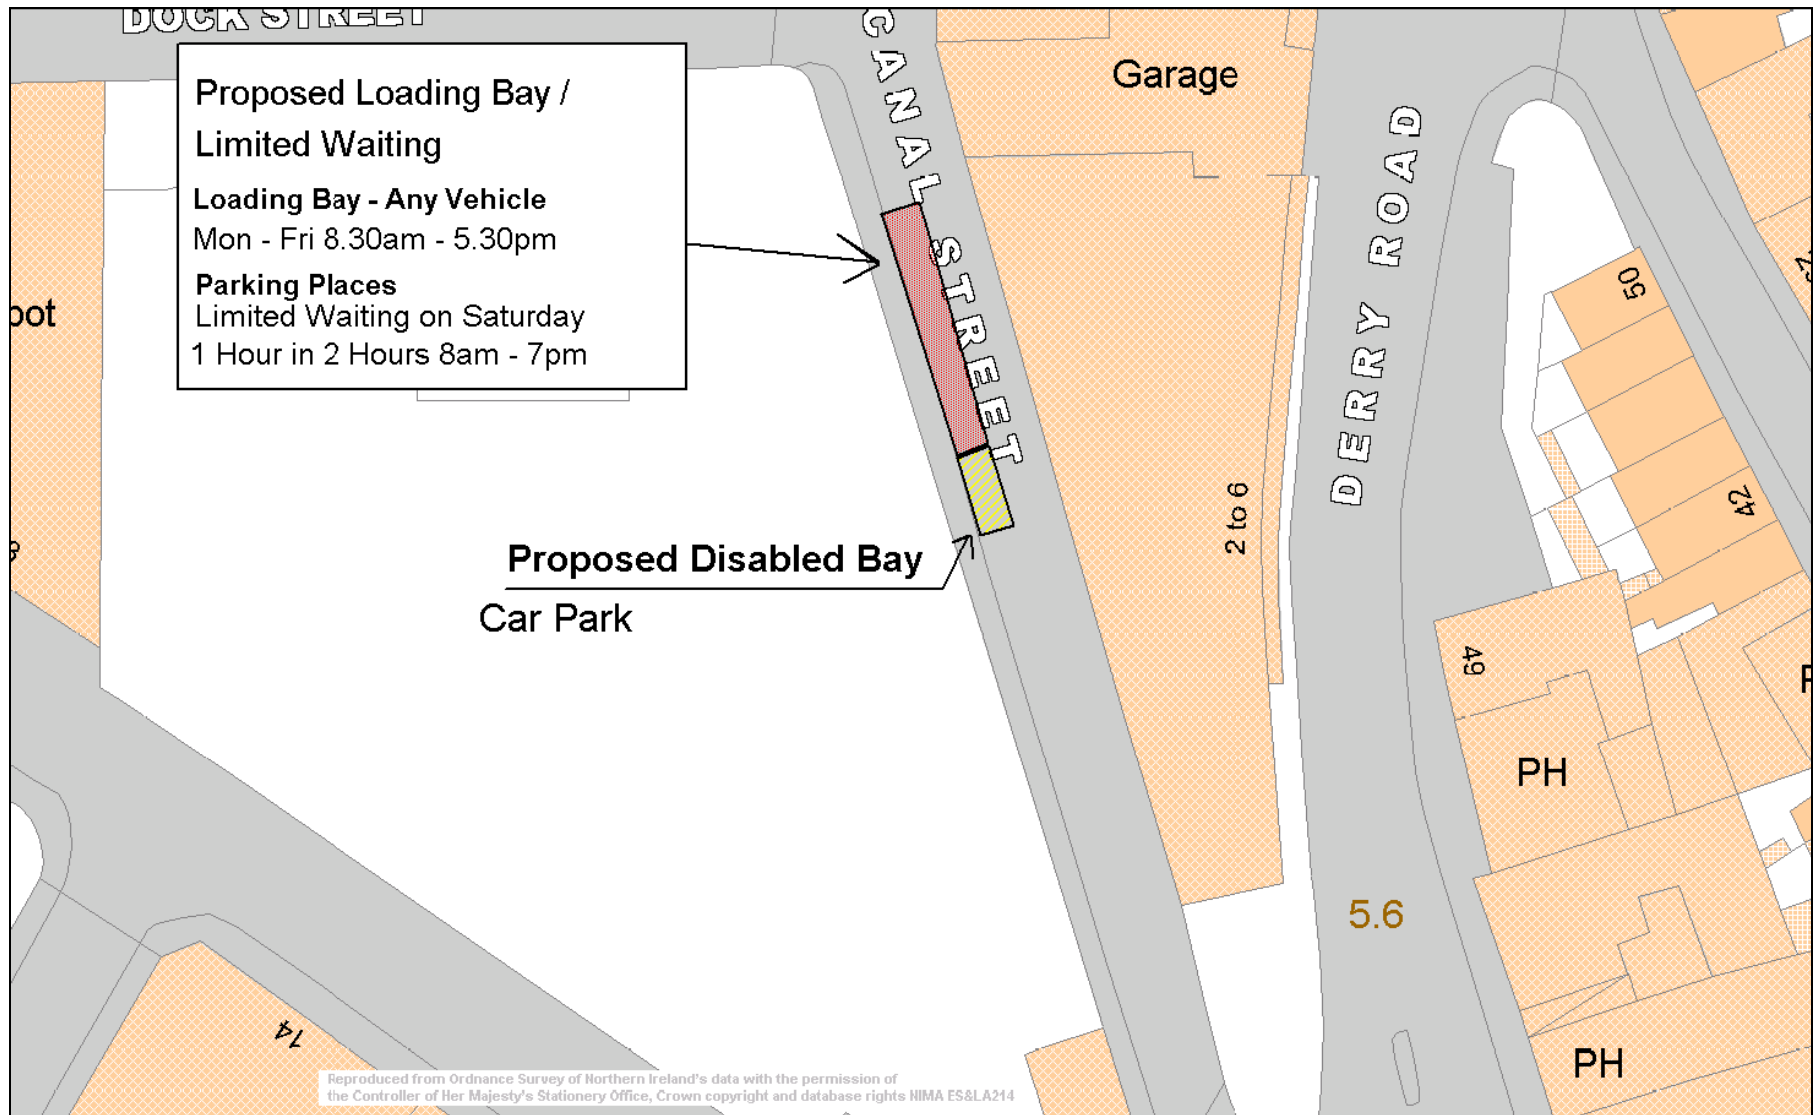 DOCK STREET
CANAL STREET
Proposed Loading Bay /
Limited Waiting
Loading Bay - Any Vehicle
Mon - Fri 8.30am - 5.30pm
Parking Places
Limited Waiting on Saturday
1 Hour in 2 Hours 8am - 7pm
Garage
DERRY ROAD
50
42
pot
2 to 6
Proposed Disabled Bay
Car Park
49
PH
5.6
14
PH
Reproduced from Ordnance Survey of Northern Ireland's data with the permission of
the Controller of Her Majesty's Stationery Office, Crown copyright and database rights NIMA ES&LA214